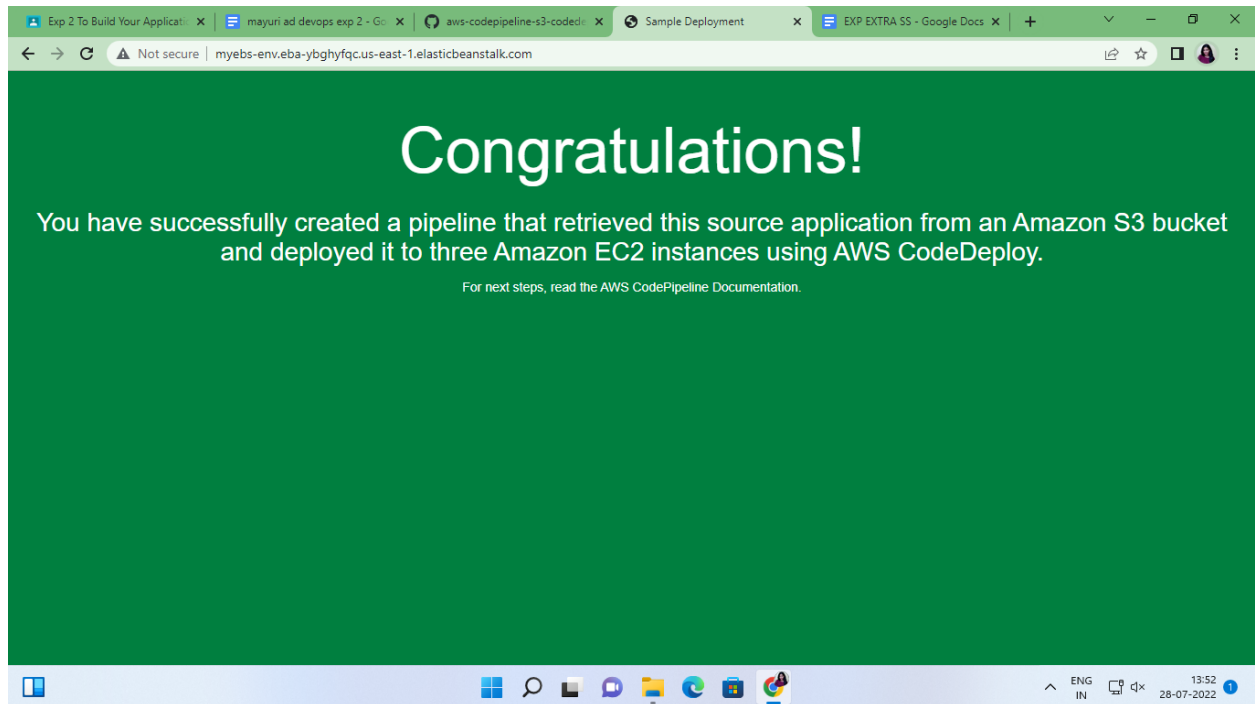 Exp 2 To Build Your Applicatic
mayuri ad devops exp 2 - Go
aws-codepipeline-s3-codede
Sample Deployment
EXP EXTRA SS - Google Docs
Not secure
myebs-env.eba-ybghyfqc.us-east-1.elasticbeanstalk.com
Congratulations!
You have successfully created a pipeline that retrieved this source application from an Amazon S3 bucket
and deployed it to three Amazon EC2 instances using AWS CodeDeploy.
For next steps, read the AWS CodePipeline Documentation.
ENG
IN
13:52
28-07-2022
1